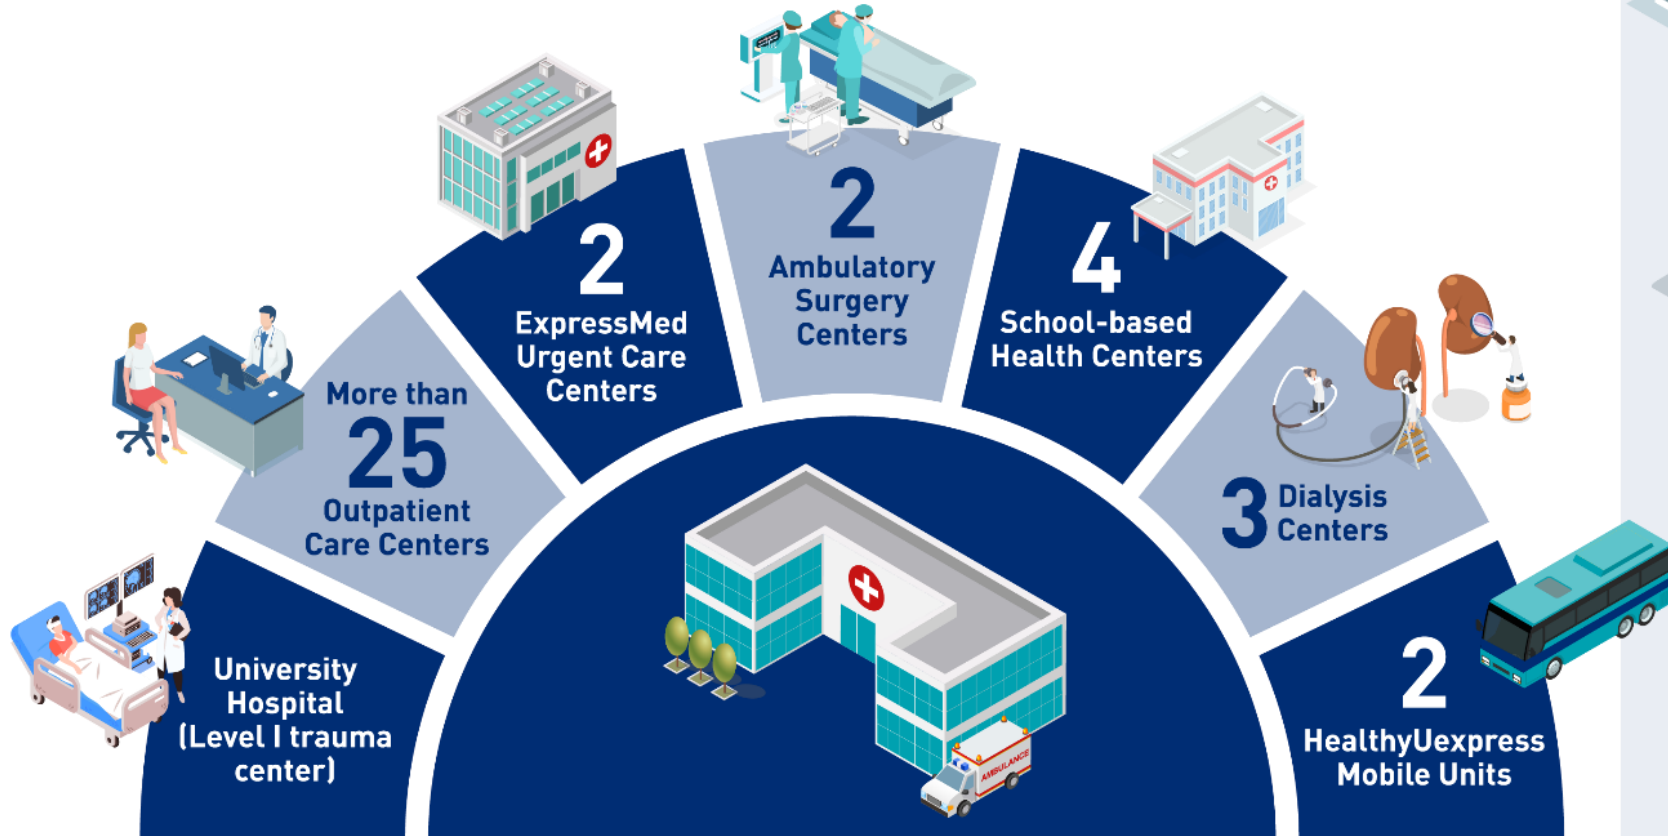 University
Hospital
(Level I trauma
center)
More than
25
Outpatient
Care Centers
2
ExpressMed
Urgent Care
Centers
2
Ambulatory
Surgery
Centers
4
School-based
Health Centers
3
Dialysis
Centers
2
HealthyUexpress
Mobile Units
AMBULANCE